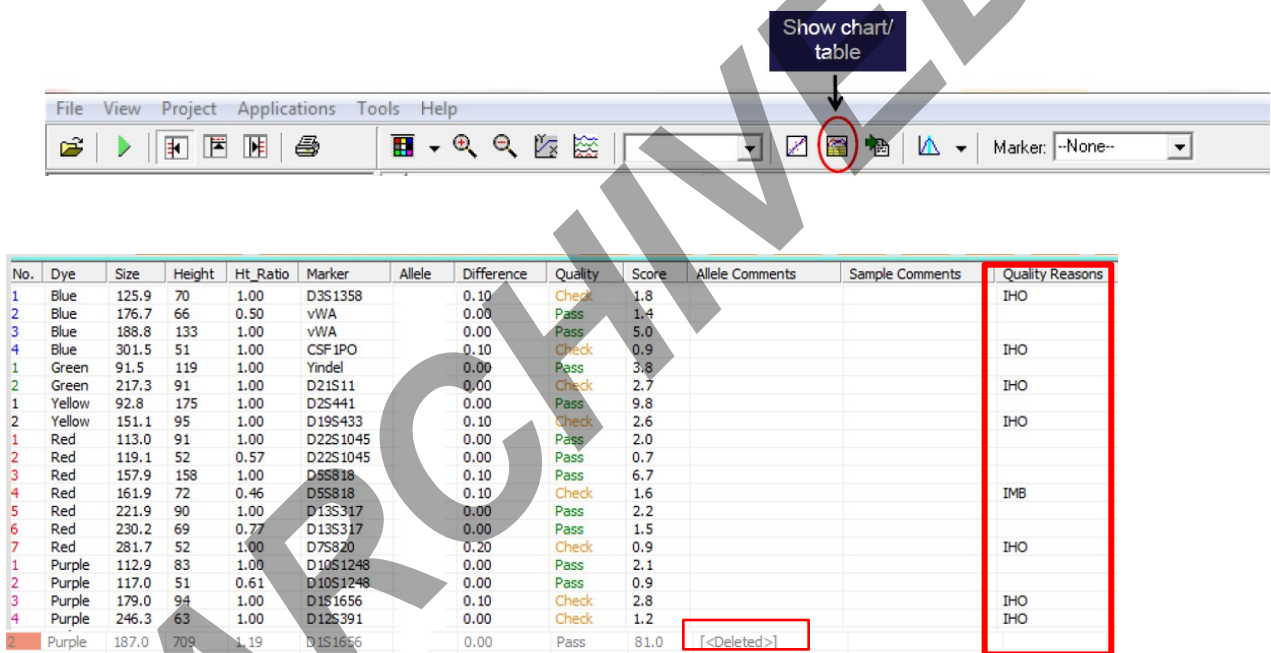 Show chart/
table
File View Project Applications Tools Help
Marker: --None--
No. Dye Size Height Ht_Ratio Marker Allele Difference Quality Score Allele Comments Sample Comments Quality Reasons
1 Blue 125.9 70 1.00 D3S1358 0.10 Check 1.8 IHO
2 Blue 176.7 66 0.50 vWA 0.00 Pass 1.4
3 Blue 188.8 133 1.00 vWA 0.00 Pass 5.0
4 Blue 301.5 51 1.00 CSF1PO 0.10 Check 0.9 IHO
1 Green 91.5 119 1.00 Yindel 0.00 Pass 3.8
2 Green 217.3 91 1.00 D21S11 0.00 Check 2.7 IHO
1 Yellow 92.8 175 1.00 D2S441 0.00 Pass 9.8
2 Yellow 151.1 95 1.00 D19S433 0.10 Check 2.6 IHO
1 Red 113.0 91 1.00 D22S1045 0.00 Pass 2.0
2 Red 119.1 52 0.57 D22S1045 0.00 Pass 0.7
3 Red 157.9 158 1.00 D5S818 0.10 Pass 6.7
4 Red 161.9 72 0.46 D5S818 0.10 Check 1.6 IMB
5 Red 221.9 90 1.00 D13S317 0.00 Pass 2.2
6 Red 230.2 69 0.77 D13S317 0.00 Pass 1.5
7 Red 281.7 52 1.00 D7S820 0.20 Check 0.9 IHO
1 Purple 112.9 83 1.00 D10S1248 0.00 Pass 2.1
2 Purple 117.0 51 0.61 D10S1248 0.00 Pass 0.9
3 Purple 179.0 94 1.00 D1S1656 0.10 Check 2.8 IHO
4 Purple 246.3 63 1.00 D12S391 0.00 Check 1.2 IHO
2 Purple 187.0 709 1.19 D1S1656 0.00 Pass 81.0 [<Deleted>]
ARCHIVED